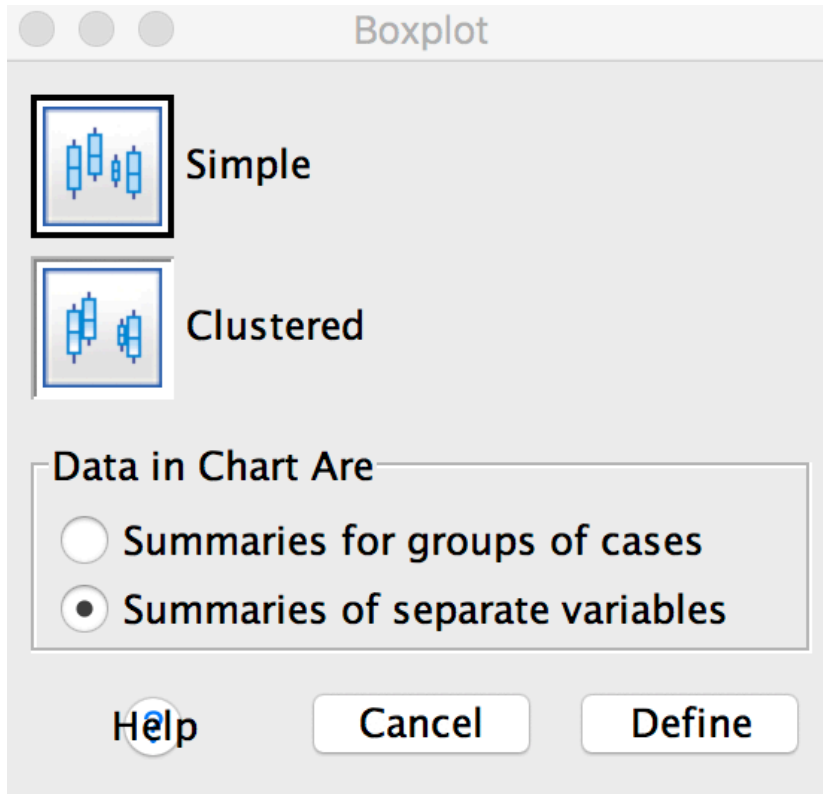 Boxplot
Simple
Clustered
Data in Chart Are
Summaries for groups of cases
Summaries of separate variables
Help ? Cancel Define